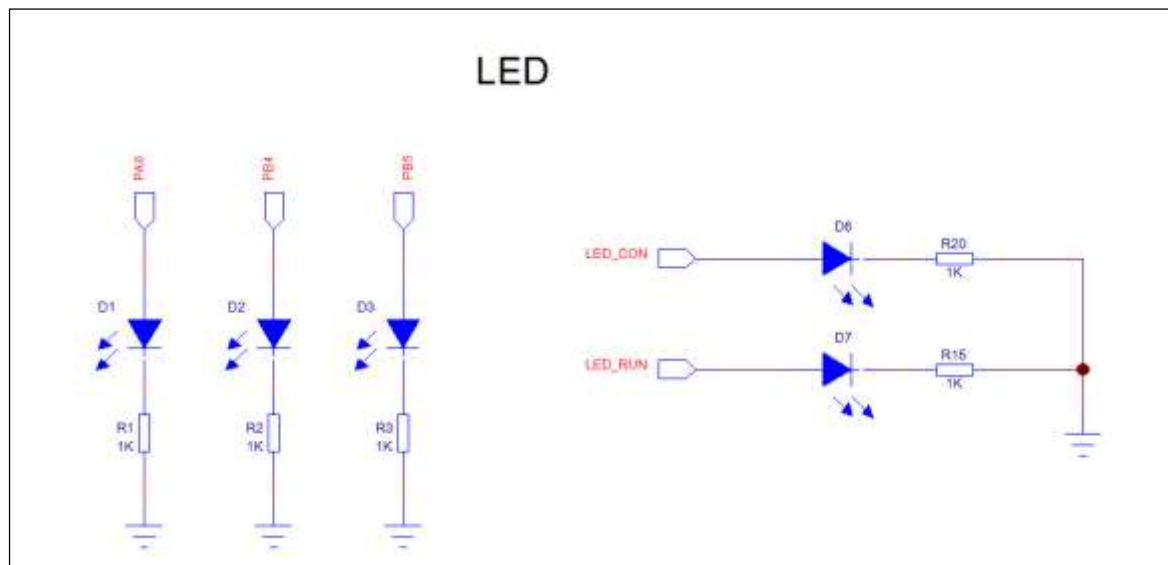 LED
PA6
PB4
PB5
D1
D2
D3
R1
1K
R2
1K
R3
1K
LED_CON
D6
R20
1K
LED_RUN
D7
R15
1K